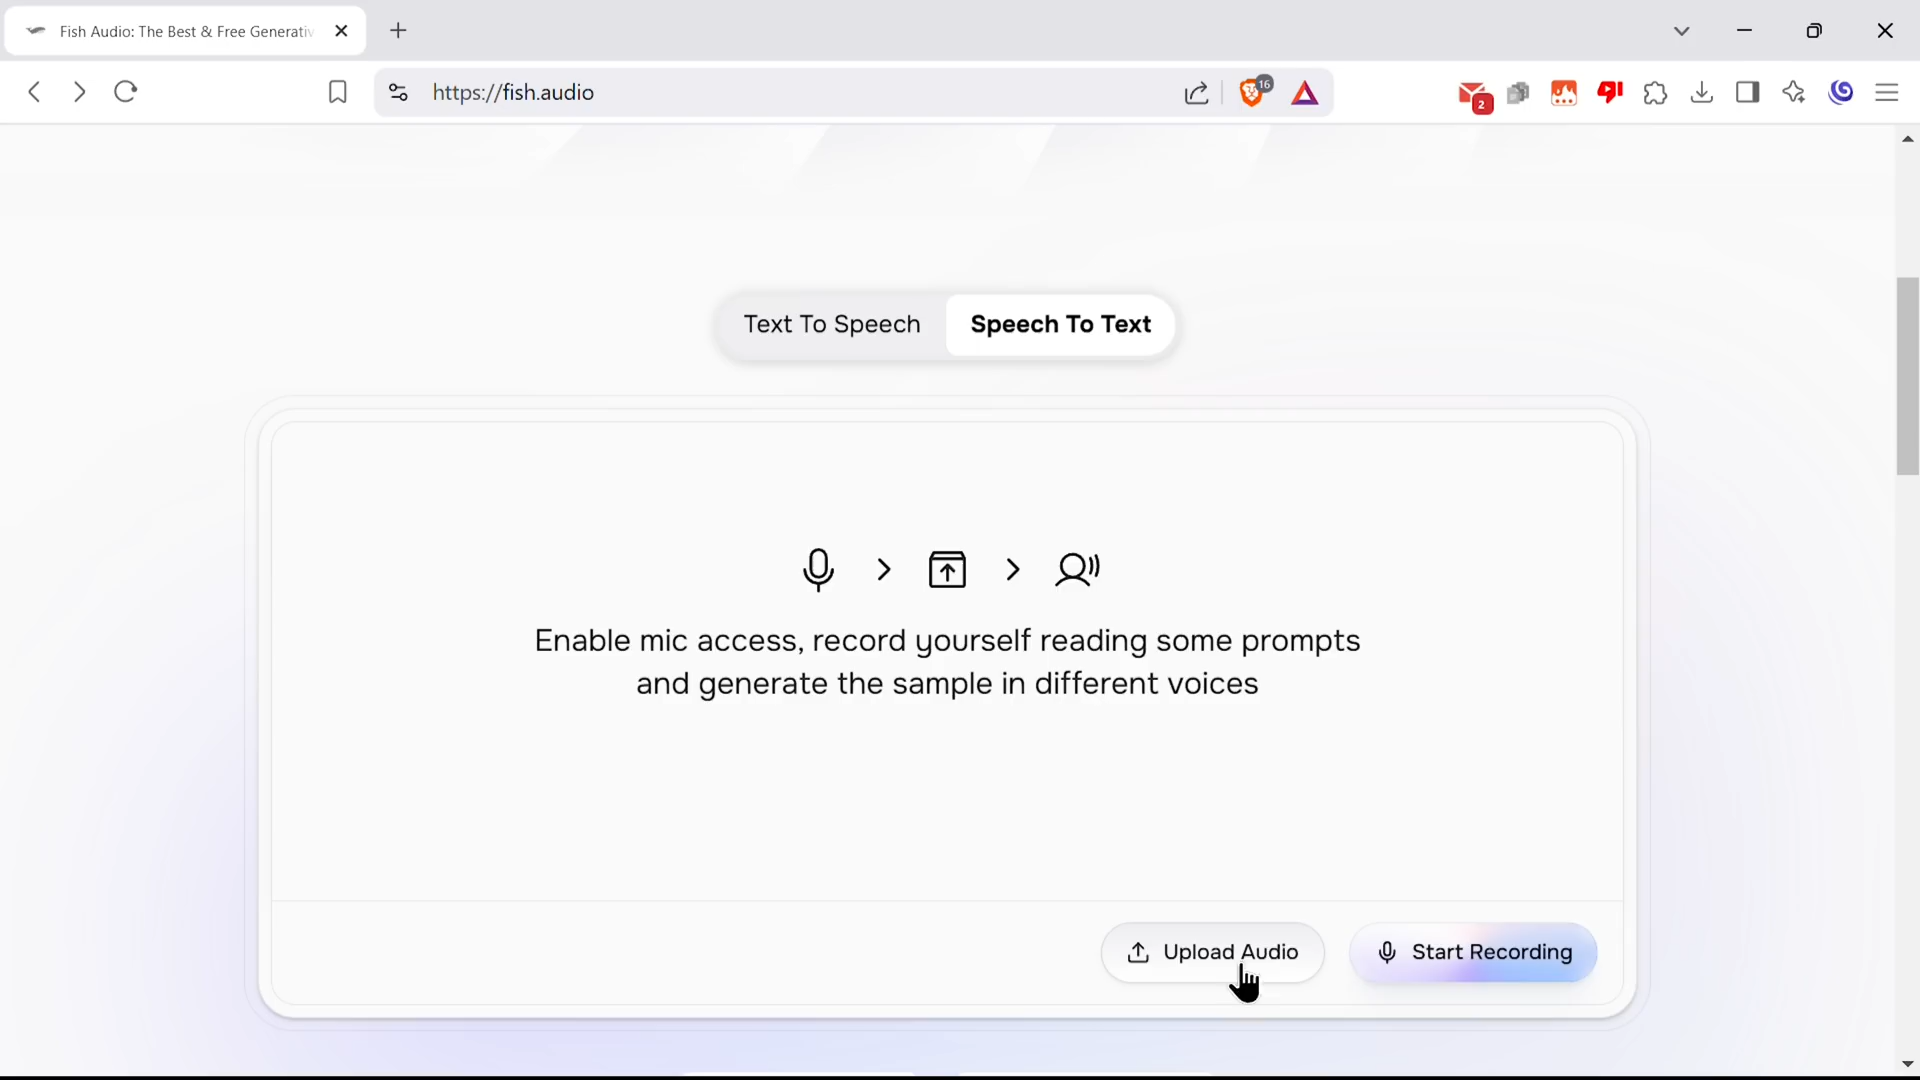 Fish Audio: The Best & Free Generati
https://fish.audio
16
2
Text To Speech
Speech To Text
Enable mic access, record yourself reading some prompts
and generate the sample in different voices
Upload Audio
Start Recording